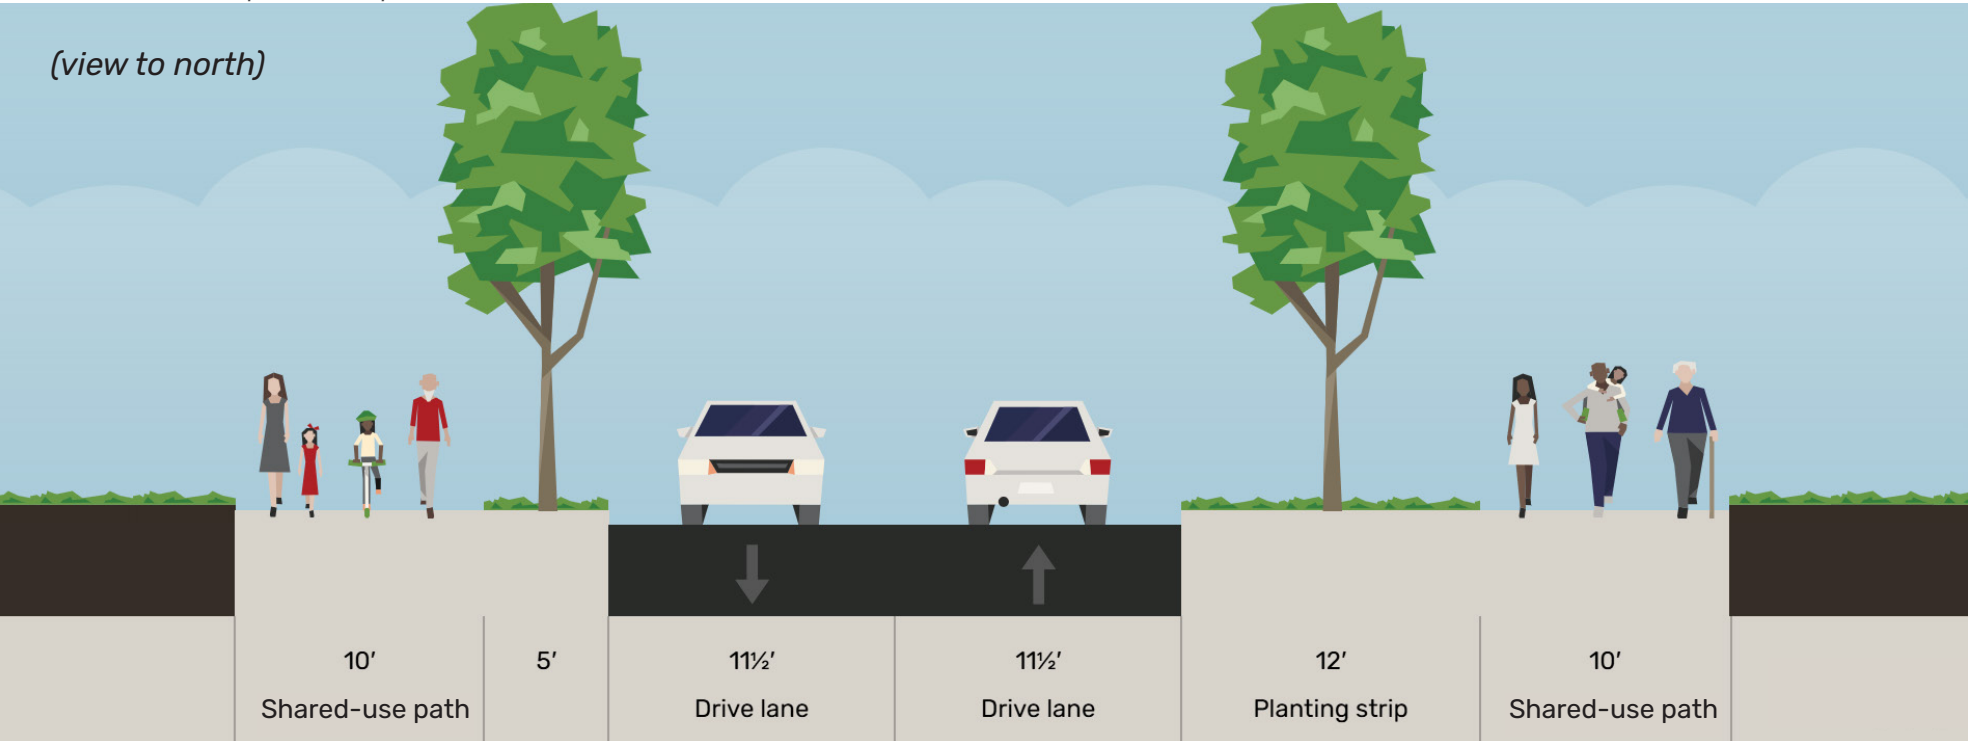 (view to north)
10′ 5′ 11½′ 11½′ 12′ 10′
Shared-use path Drive lane Drive lane Planting strip Shared-use path